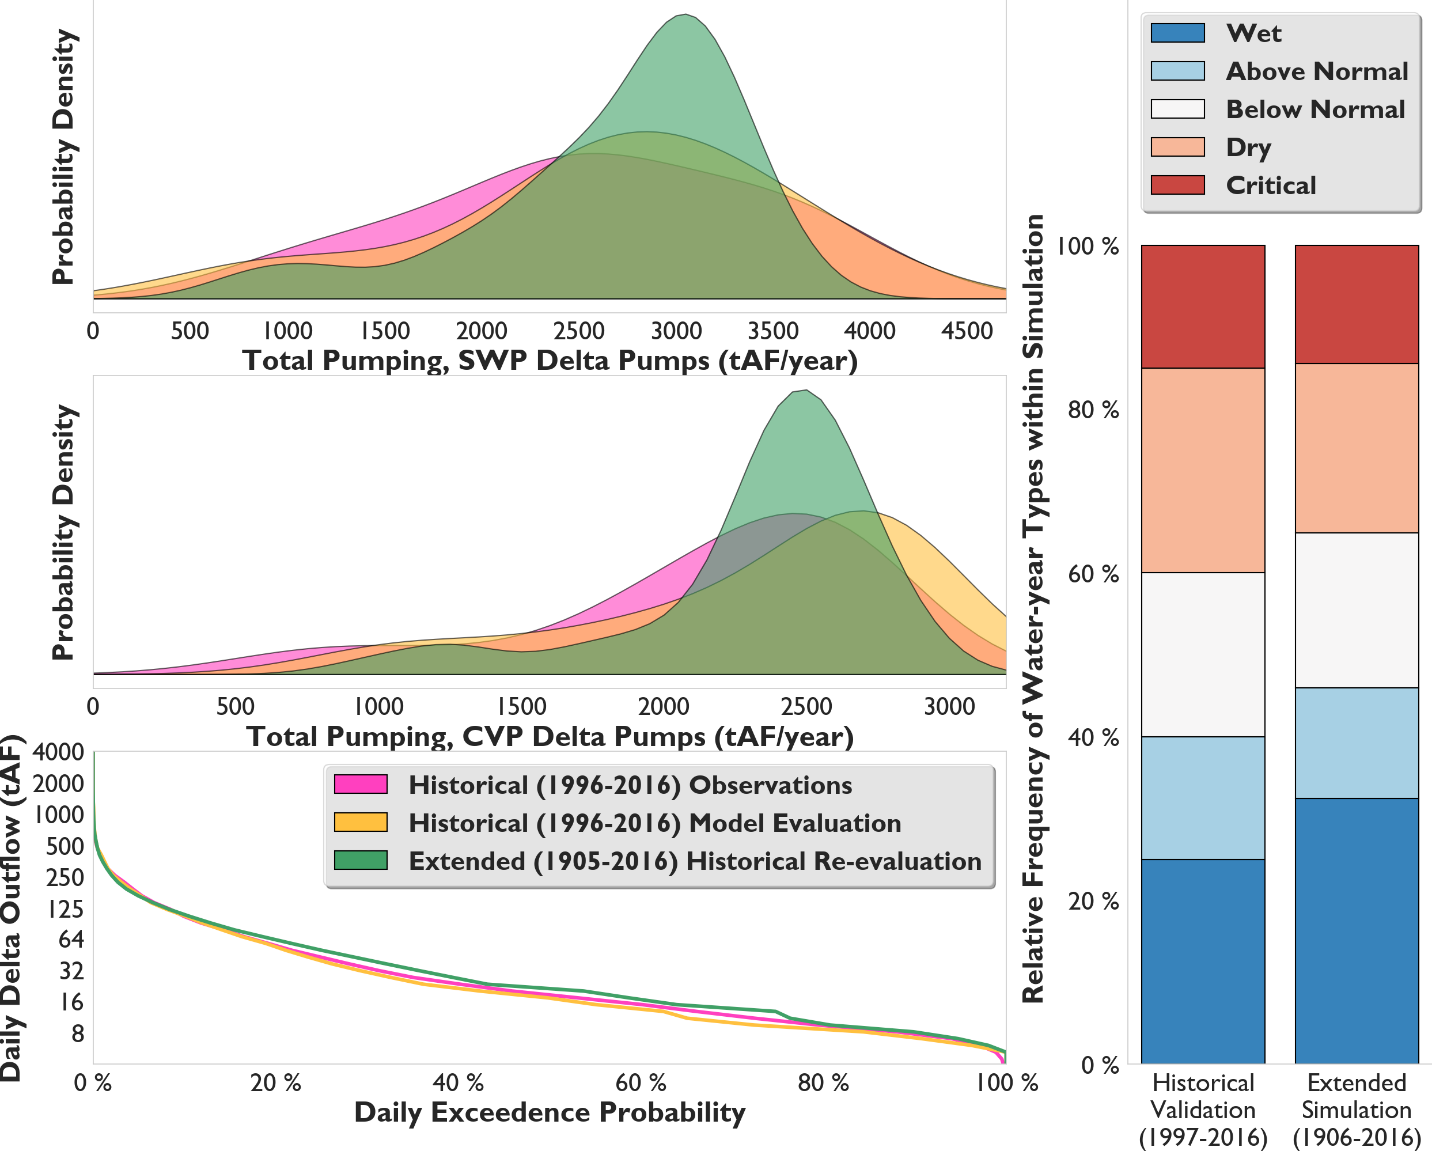 Probability Density
0 500 1000 1500 2000 2500 3000 3500 4000 4500
Total Pumping, SWP Delta Pumps (tAF/year)
Probability Density
0 500 1000 1500 2000 2500 3000
Total Pumping, CVP Delta Pumps (tAF/year)
Daily Delta Outflow (tAF)
4000
2000
1000
500
250
125
64
32
16
8
Historical (1996-2016) Observations
Historical (1996-2016) Model Evaluation
Extended (1905-2016) Historical Re-evaluation
0 % 20 % 40 % 60 % 80 % 100 %
Daily Exceedence Probability
Wet
Above Normal
Below Normal
Dry
Critical
Relative Frequency of Water-year Types within Simulation
100 %
80 %
60 %
40 %
20 %
0 %
Historical
Validation
(1997-2016)
Extended
Simulation
(1906-2016)